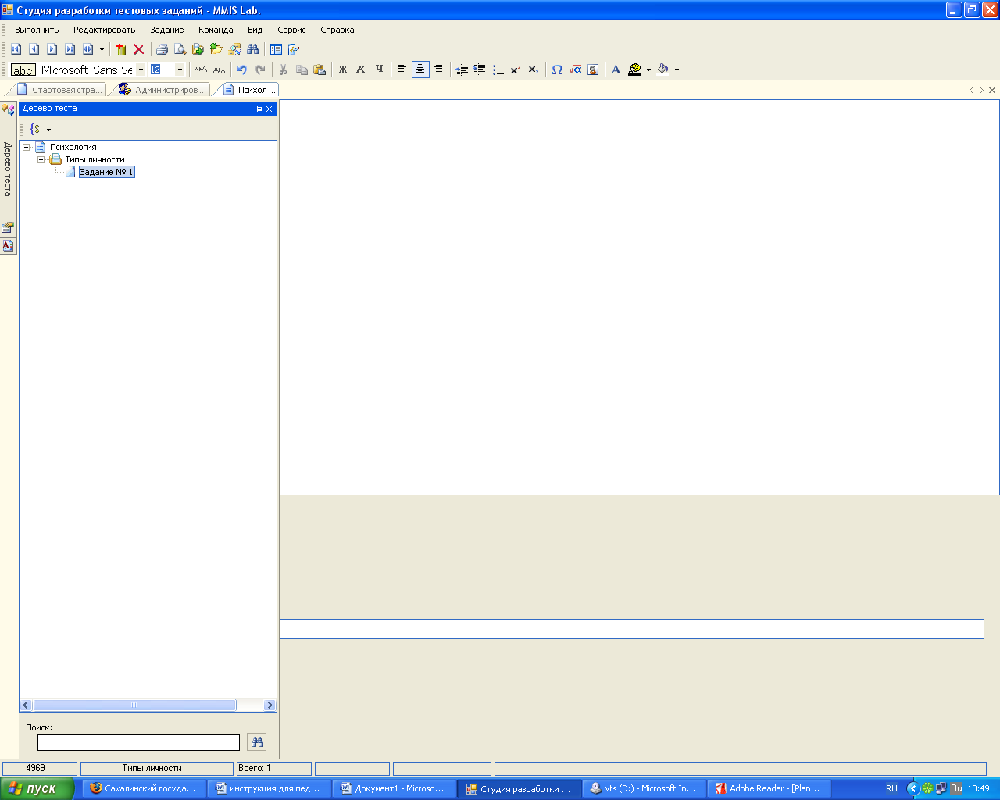 Студия разработки тестовых заданий - MMIS Lab.
Выполнить Редактировать Задание Команда Вид Сервис Справка
abc Microsoft Sans Se 12 Ж К Ч
Стартовая стра... Администриров... Психол ...
Дерево теста
Дерево теста
Психология
Типы личности
Задание № 1
Поиск:
4969 Типы личности Всего: 1
пуск Сахалинский госуда... инструкция для пед... Документ1 - Microso... Студия разработки ... vts (D:) - Microsoft In... Adobe Reader - [Plan... RU Ru 10:49